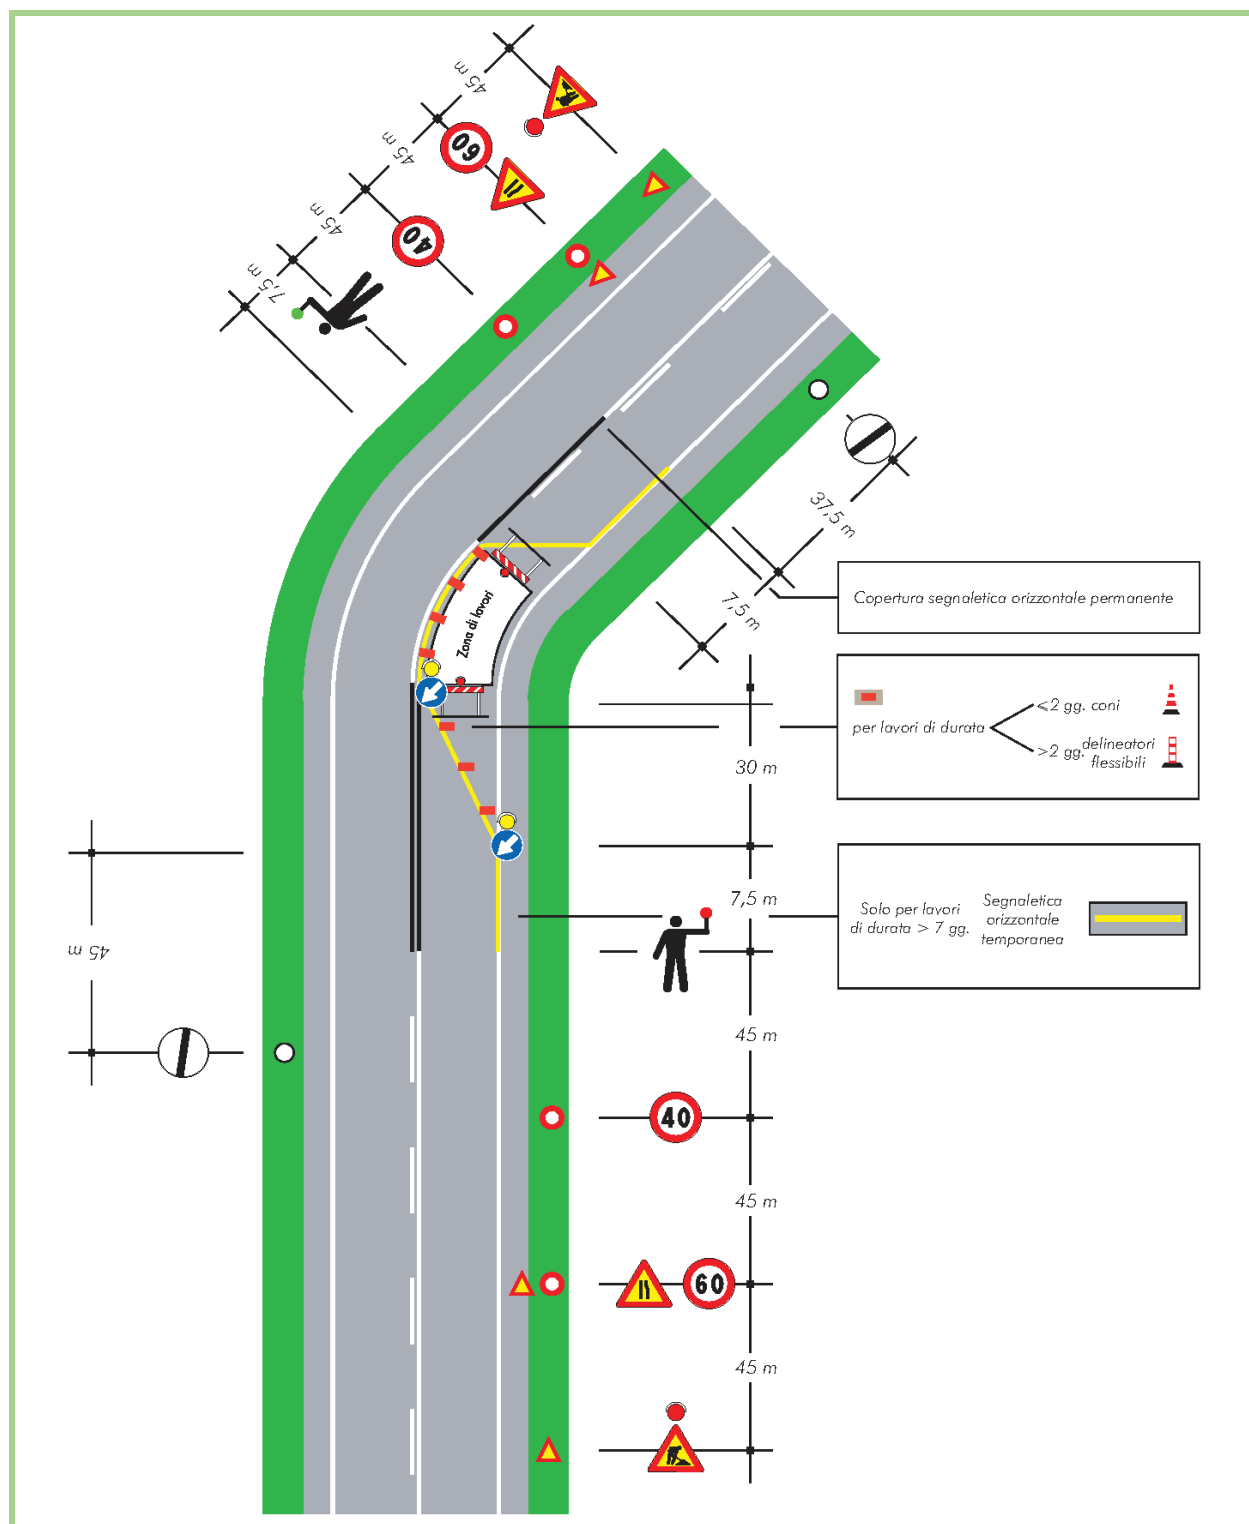 45 m
60
45 m
40
45 m
7,5 m
37,5 m
7,5 m
Copertura segnaletica orizzontale permanente
Zona di lavori
per lavori di durata
⩽2 gg. coni
>2 gg. delineatori
flessibili
30 m
7,5 m
Solo per lavori
di durata > 7 gg.
Segnaletica
orizzontale
temporanea
45 m
45 m
40
45 m
60
45 m